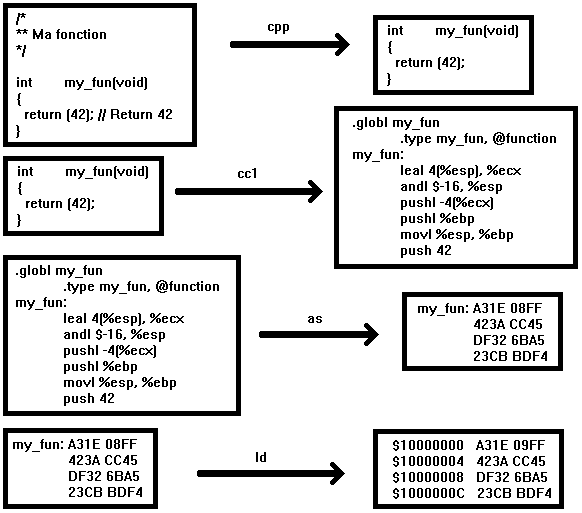 /*
** Ma fonction
*/
int my_fun(void)
{
return (42); // Return 42
}
cpp
int my_fun(void)
{
return (42);
}
int my_fun(void)
{
return (42);
}
cc1
.globl my_fun
.type my_fun, @function
my_fun:
leal 4(%esp), %ecx
andl $-16, %esp
pushl -4(%ecx)
pushl %ebp
movl %esp, %ebp
push 42
.globl my_fun
.type my_fun, @function
my_fun:
leal 4(%esp), %ecx
andl $-16, %esp
pushl -4(%ecx)
pushl %ebp
movl %esp, %ebp
push 42
as
my_fun: A31E 08FF
423A CC45
DF32 6BA5
23CB BDF4
my_fun: A31E 08FF
423A CC45
DF32 6BA5
23CB BDF4
ld
$10000000 A31E 09FF
$10000004 423A CC45
$10000008 DF32 6BA5
$1000000C 23CB BDF4